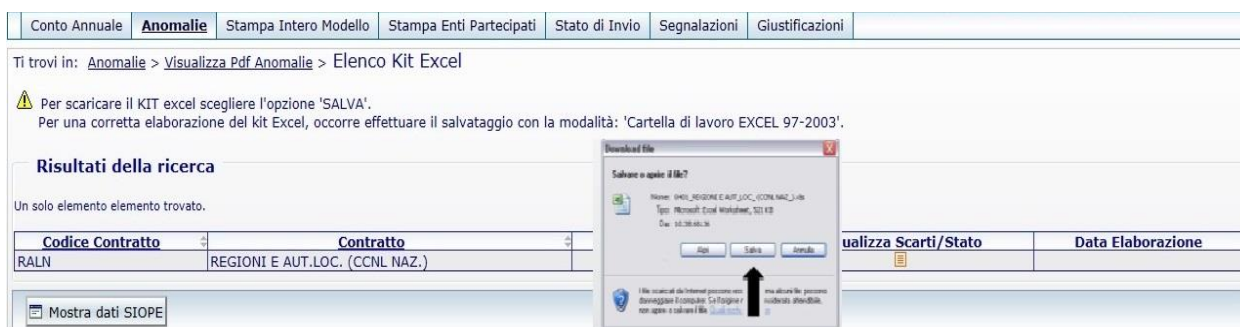 Conto Annuale Anomalie Stampa Intero Modello Stampa Enti Partecipati Stato di Invio Segnalazioni Giustificazioni
Ti trovi in: Anomalie > Visualizza Pdf Anomalie > Elenco Kit Excel
Per scaricare il KIT excel scegliere l'opzione 'SALVA'.
Per una corretta elaborazione del kit Excel, occorre effettuare il salvataggio con la modalità: 'Cartella di lavoro EXCEL 97-2003'.
Risultati della ricerca
Un solo elemento elemento trovato.
Download file
Salvare o aprire il file?
Tipo: Microsoft Excel Worksheet, 521 KB
Apri Salva Annulla
Codice Contratto Contratto ualizza Scarti/Stato Data Elaborazione
RALN REGIONI E AUT.LOC. (CCNL NAZ.)
Mostra dati SIOPE